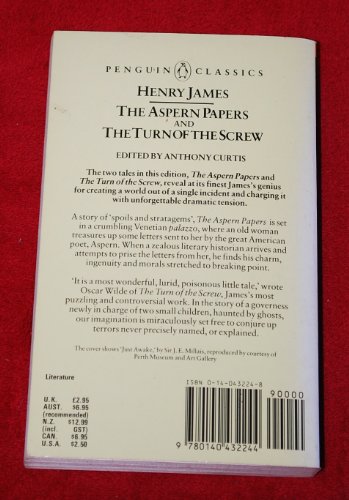 PENGUIN CLASSICS
HENRY JAMES
THE ASPERN PAPERS
AND
THE TURN OF THE SCREW
EDITED BY ANTHONY CURTIS
The two tales in this edition, The Aspern Papers and
The Turn of the Screw, reveal at its finest James's genius
for creating a world out of a single incident and charging it
with unforgettable dramatic tension.
A story of 'spoils and stratagems', The Aspern Papers is set
in a crumbling Venetian palazzo, where an old woman
treasures up some letters sent to her by the great American
poet, Aspern. When a zealous literary historian arrives and
attempts to prise the letters from her, he finds his charm,
ingenuity and morals stretched to breaking point.
'It is a most wonderful, lurid, poisonous little tale,' wrote
Oscar Wilde of The Turn of the Screw, James's most
puzzling and controversial work. In the story of a governess
newly in charge of two small children, haunted by ghosts,
our imagination is miraculously set free to conjure up
terrors never precisely named, or explained.
The cover shows 'Just Awake,' by Sir J. E. Millais, reproduced by courtesy of
Perth Museum and Art Gallery
Literature
U.K. £2.95
AUST. $6.95
(recommended)
N.Z. $12.99
(incl.
GST)
CAN. $6.95
U.S.A. $2.50
ISBN 0-14-043224-8
90000
9 780140 432244